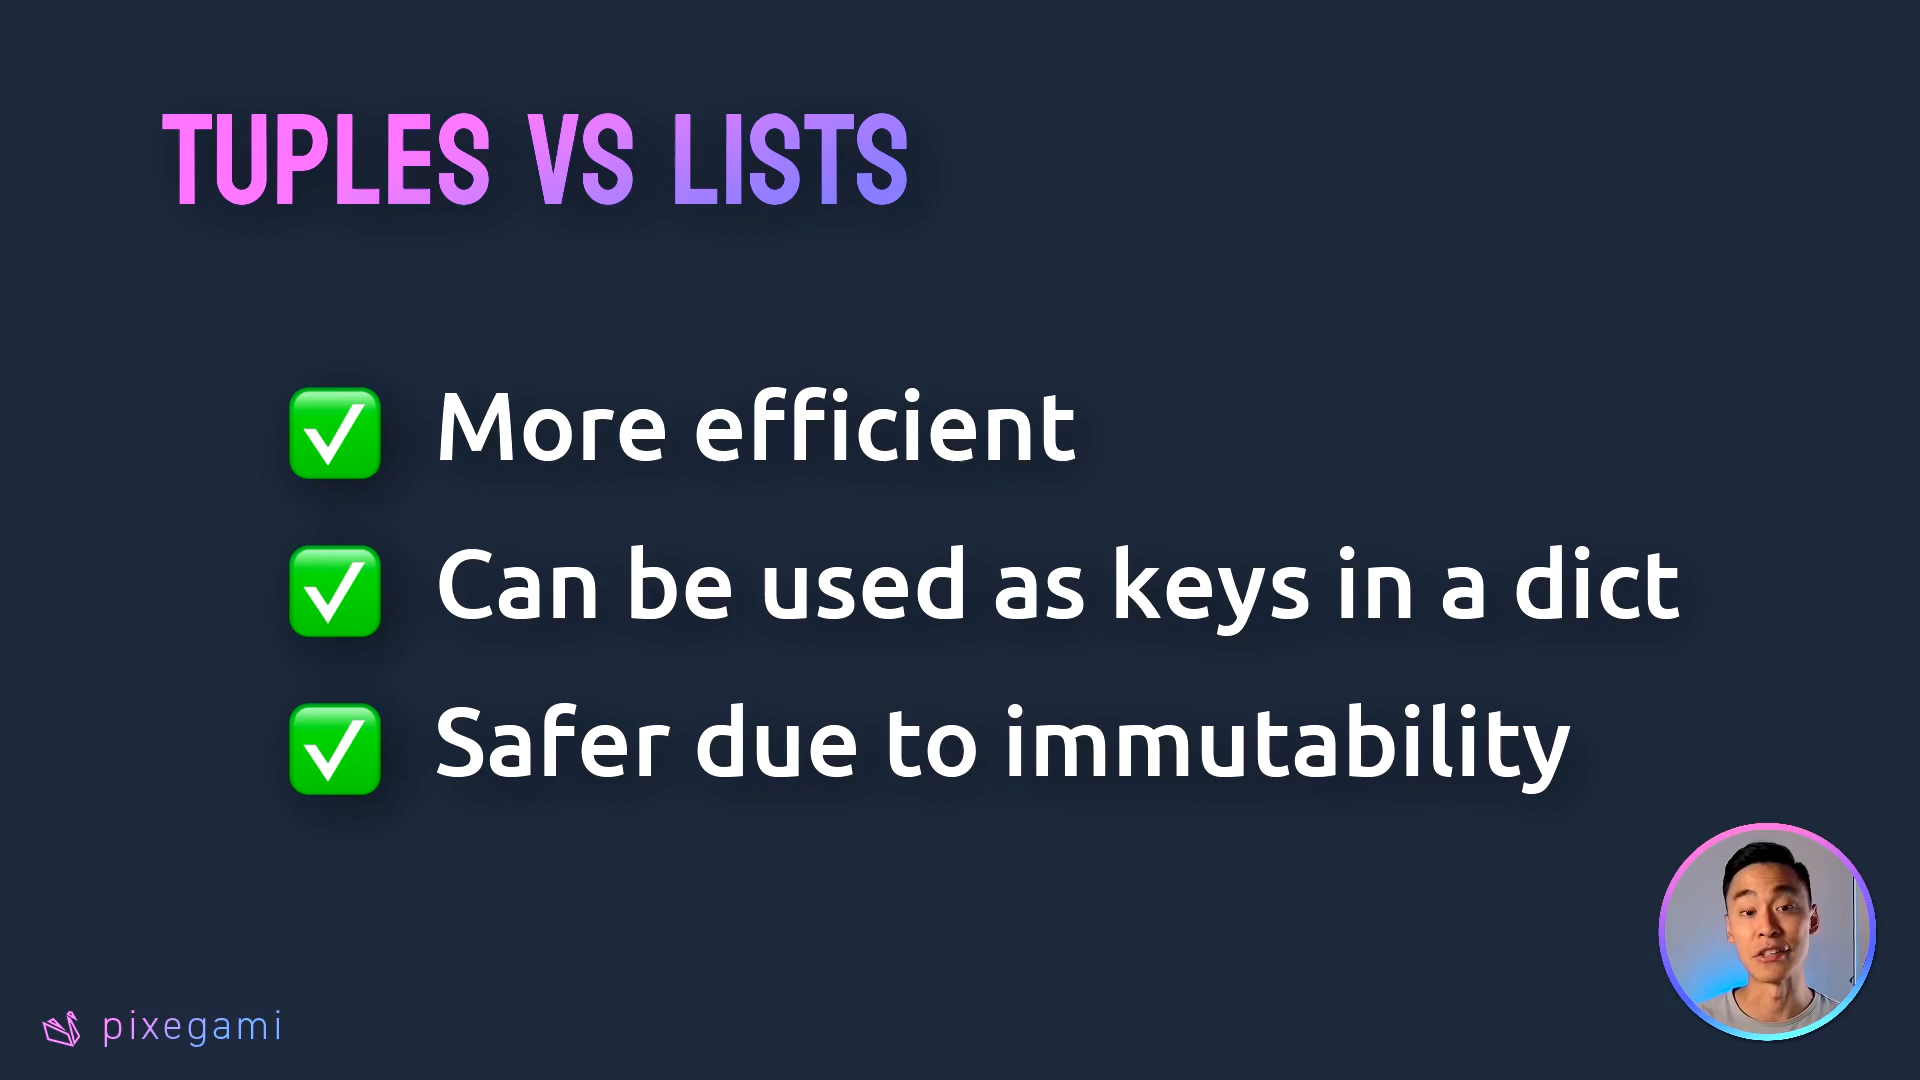 TUPLES VS LISTS
✅ More efficient
✅ Can be used as keys in a dict
✅ Safer due to immutability
pixegami